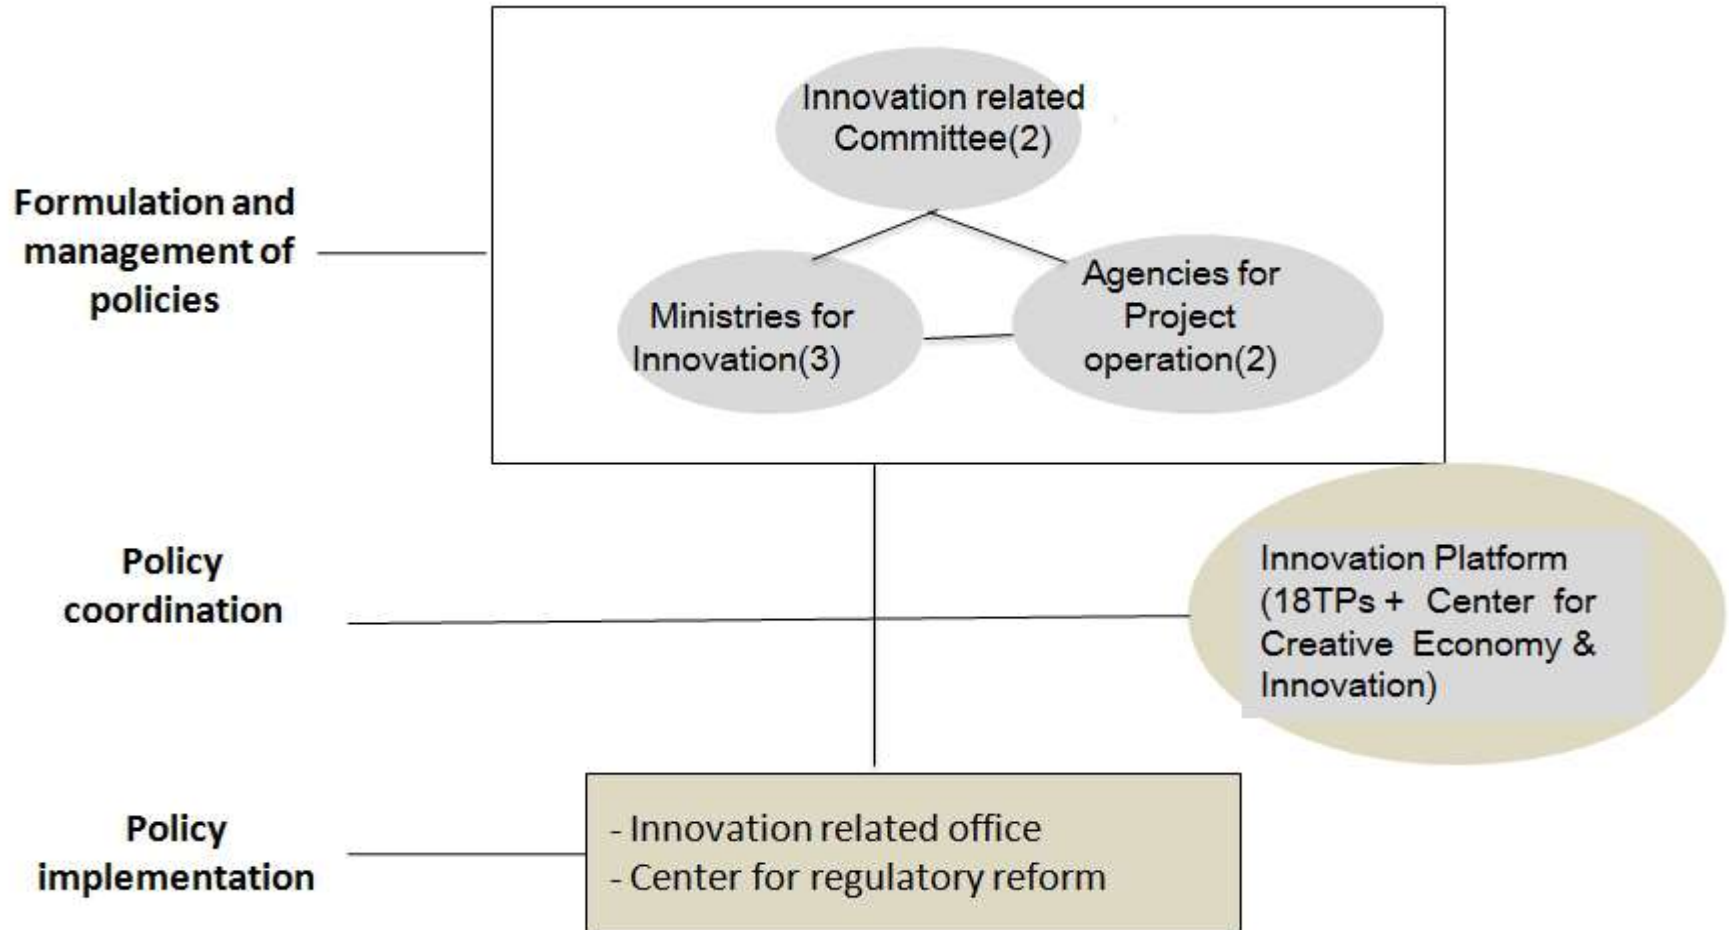 Formulation and
management of
policies
Innovation related
Committee(2)
Ministries for
Innovation(3)
Agencies for
Project
operation(2)
Policy
coordination
Innovation Platform
(18TPs + Center for
Creative Economy &
Innovation)
Policy
implementation
- Innovation related office
- Center for regulatory reform